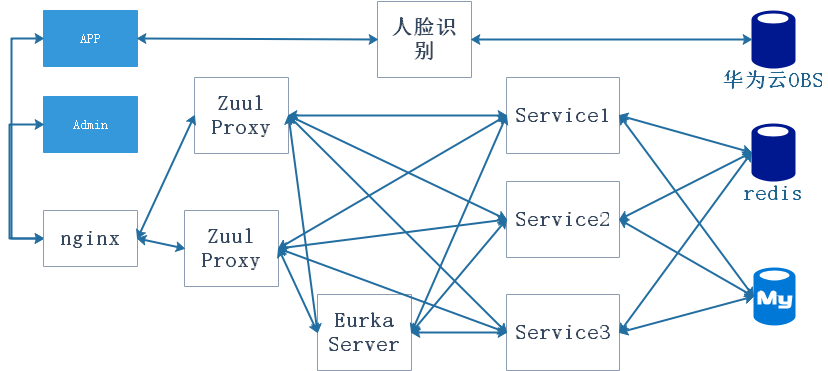 APP
人脸识
别
华为云OBS
Zuul
Proxy
Service1
Admin
redis
nginx
Zuul
Proxy
Service2
My
Eurka
Server
Service3